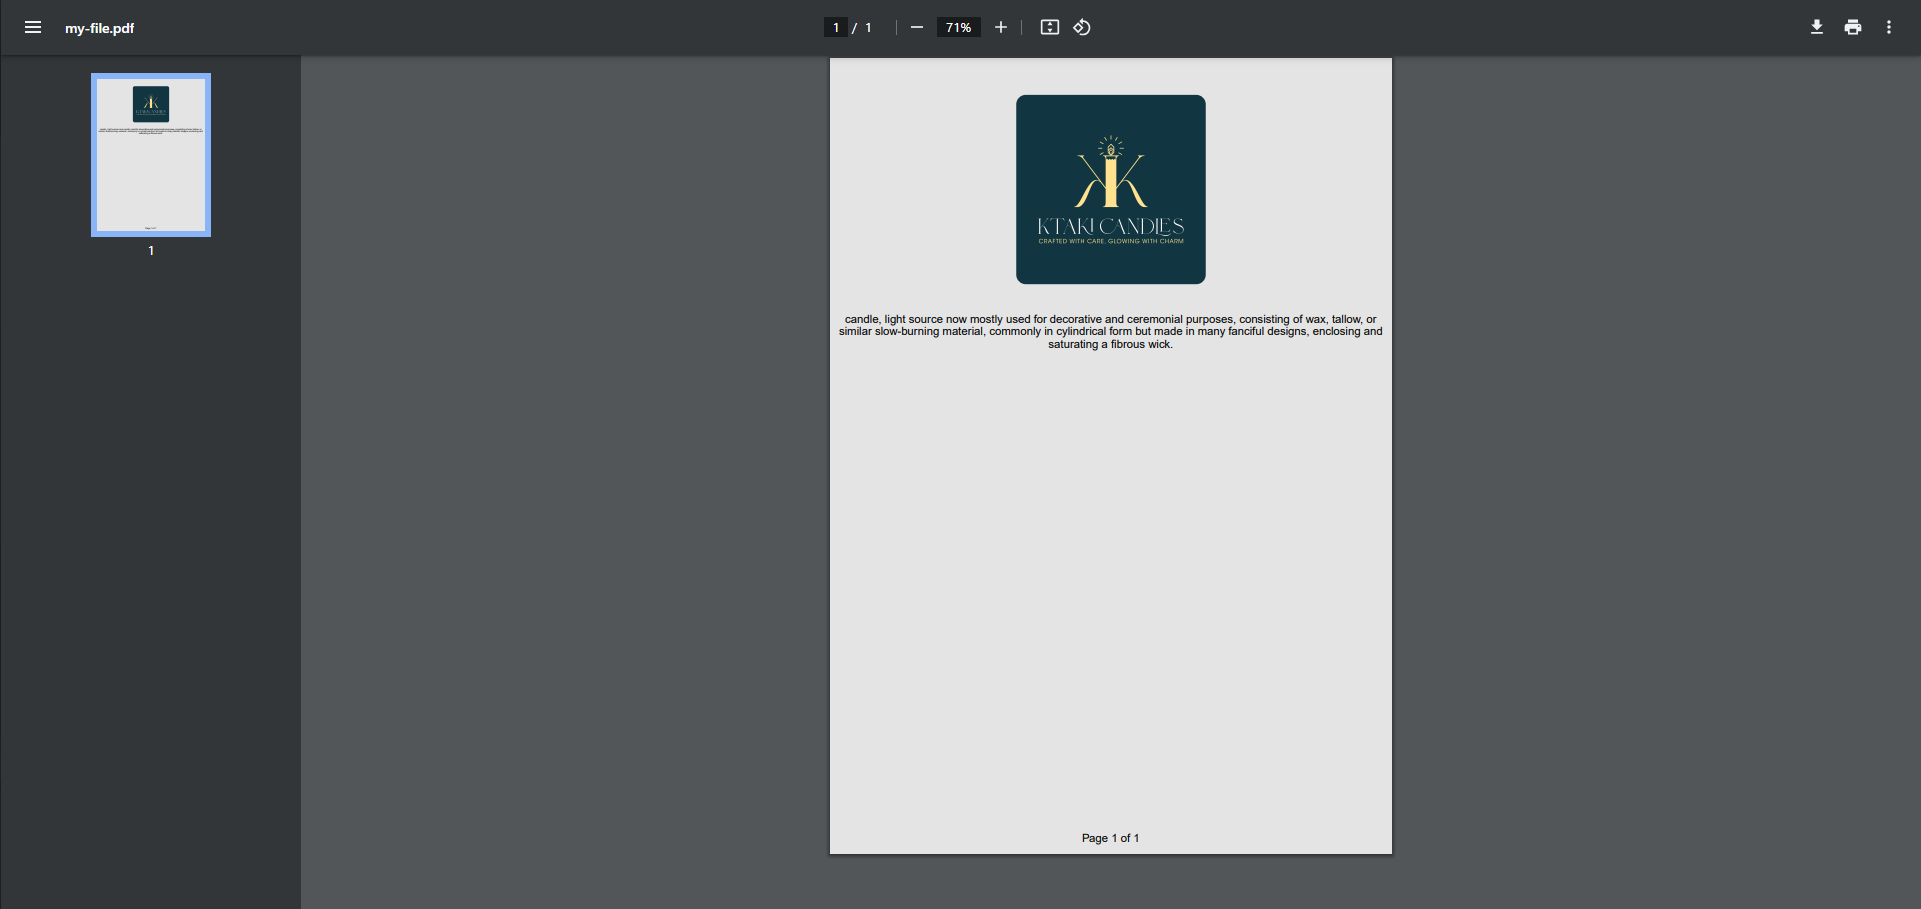 my-file.pdf
1 / 1
71%
1
KTAKI CANDLES
CRAFTED WITH CARE. GLOWING WITH CHARM
candle, light source now mostly used for decorative and ceremonial purposes, consisting of wax, tallow, or
similar slow-burning material, commonly in cylindrical form but made in many fanciful designs, enclosing and
saturating a fibrous wick.
Page 1 of 1